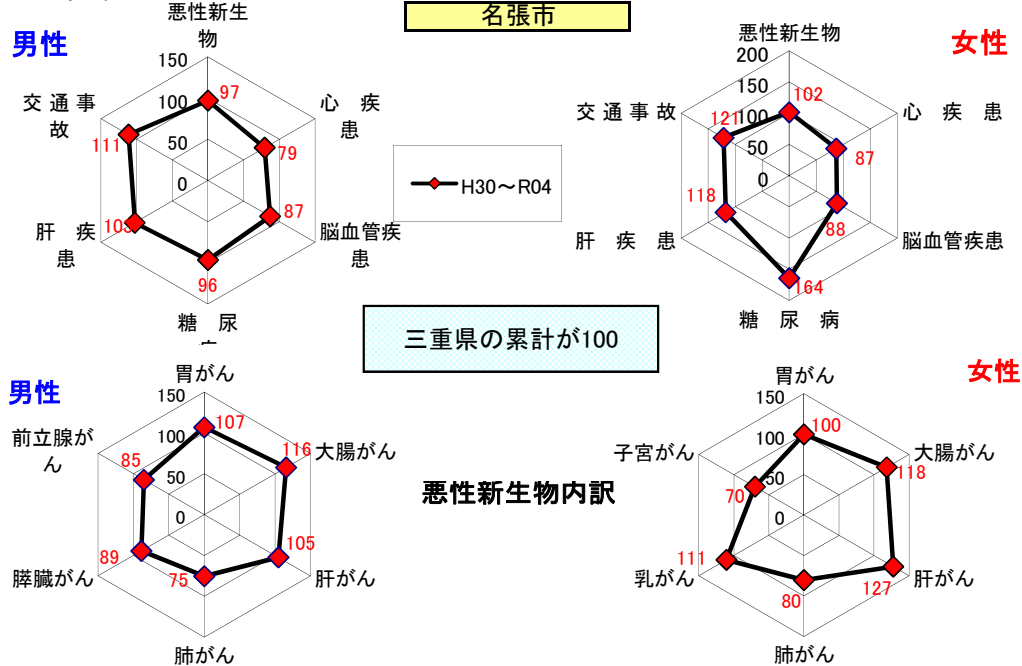 名張市
男性
悪性新生
物
150
100
50
0
97
心 疾
患
79
87
脳血管疾
患
96
糖 尿
肝 疾
患
交 通 事
故
111
H30～R04
女性
悪性新生物
200
150
100
50
0
102
心 疾 患
87
88
脳血管疾患
164
糖 尿 病
118
肝 疾 患
121
交 通 事 故
三重県の累計が100
男性
胃がん
150
100
50
0
107
116
大腸がん
105
肝がん
75
肺がん
89
膵臓がん
85
前立腺が
ん
悪性新生物内訳
女性
胃がん
150
100
50
0
100
大腸がん
118
127
肝がん
80
肺がん
111
乳がん
70
子宮がん